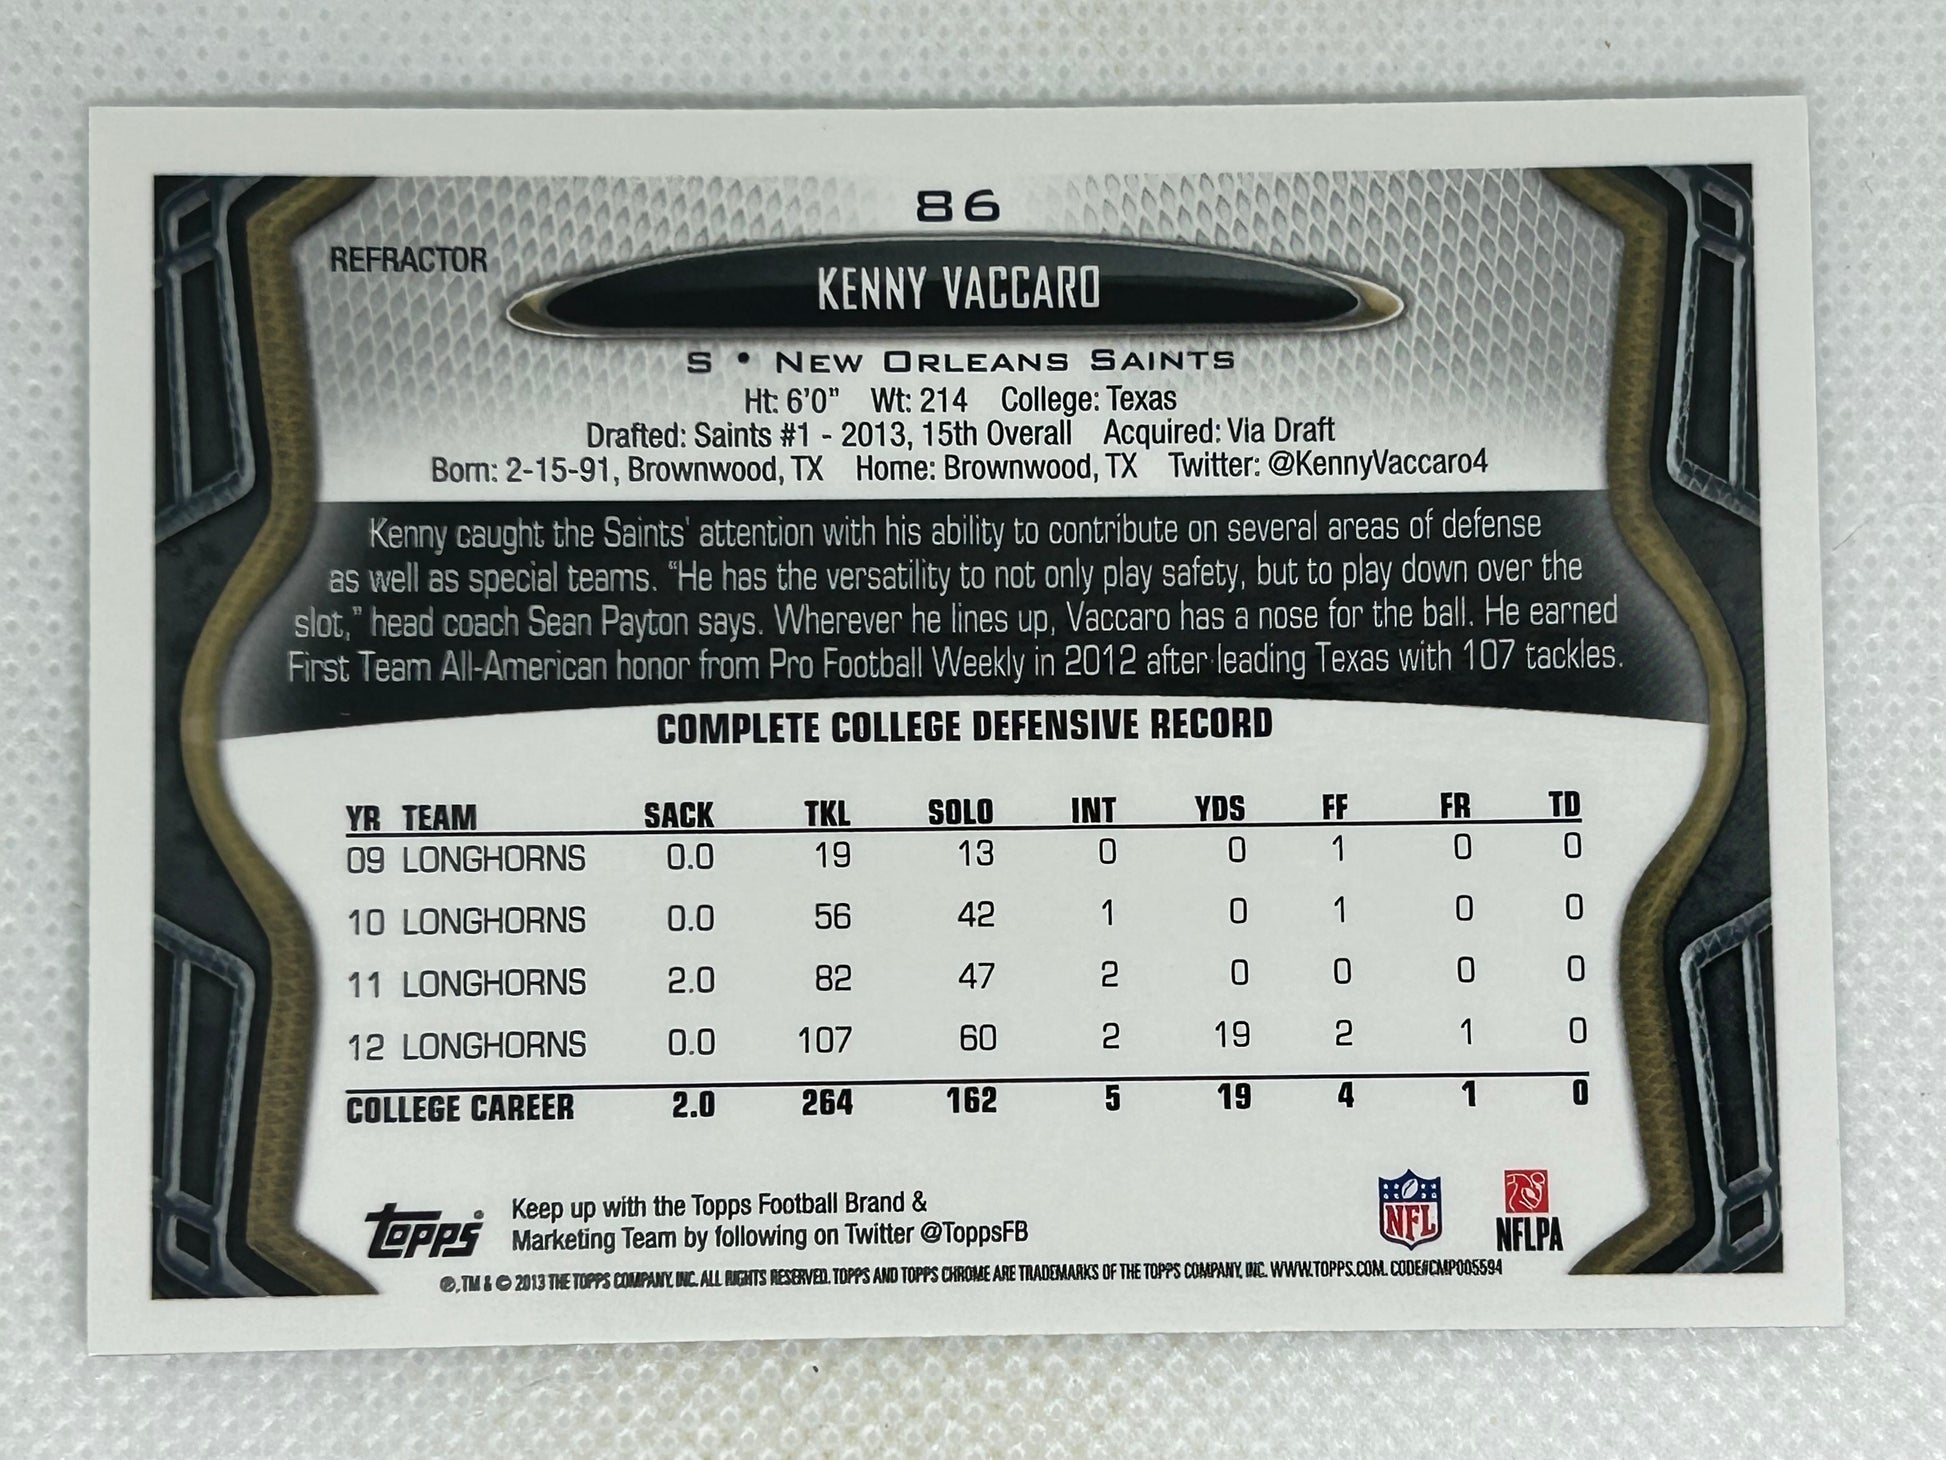 86
REFRACTOR
KENNY VACCARO
S • NEW ORLEANS SAINTS
Ht: 6'0" Wt: 214 College: Texas
Drafted: Saints #1 - 2013, 15th Overall Acquired: Via Draft
Born: 2-15-91, Brownwood, TX Home: Brownwood, TX Twitter: @KennyVaccaro4
Kenny caught the Saints' attention with his ability to contribute on several areas of defense
as well as special teams. "He has the versatility to not only play safety, but to play down over the
slot," head coach Sean Payton says. Wherever he lines up, Vaccaro has a nose for the ball. He earned
First Team All-American honor from Pro Football Weekly in 2012 after leading Texas with 107 tackles.
COMPLETE COLLEGE DEFENSIVE RECORD
YR TEAM SACK TKL SOLO INT YDS FF FR TD
09 LONGHORNS 0.0 19 13 0 0 1 0 0
10 LONGHORNS 0.0 56 42 1 0 1 0 0
11 LONGHORNS 2.0 82 47 2 0 0 0 0
12 LONGHORNS 0.0 107 60 2 19 2 1 0
COLLEGE CAREER 2.0 264 162 5 19 4 1 0
Topps® Keep up with the Topps Football Brand &
Marketing Team by following on Twitter @ToppsFB
NFL
NFLPA
®, TM & © 2013 THE TOPPS COMPANY, INC. ALL RIGHTS RESERVED. TOPPS AND TOPPS CHROME ARE TRADEMARKS OF THE TOPPS COMPANY, INC. WWW.TOPPS.COM. CODE#CMP005594